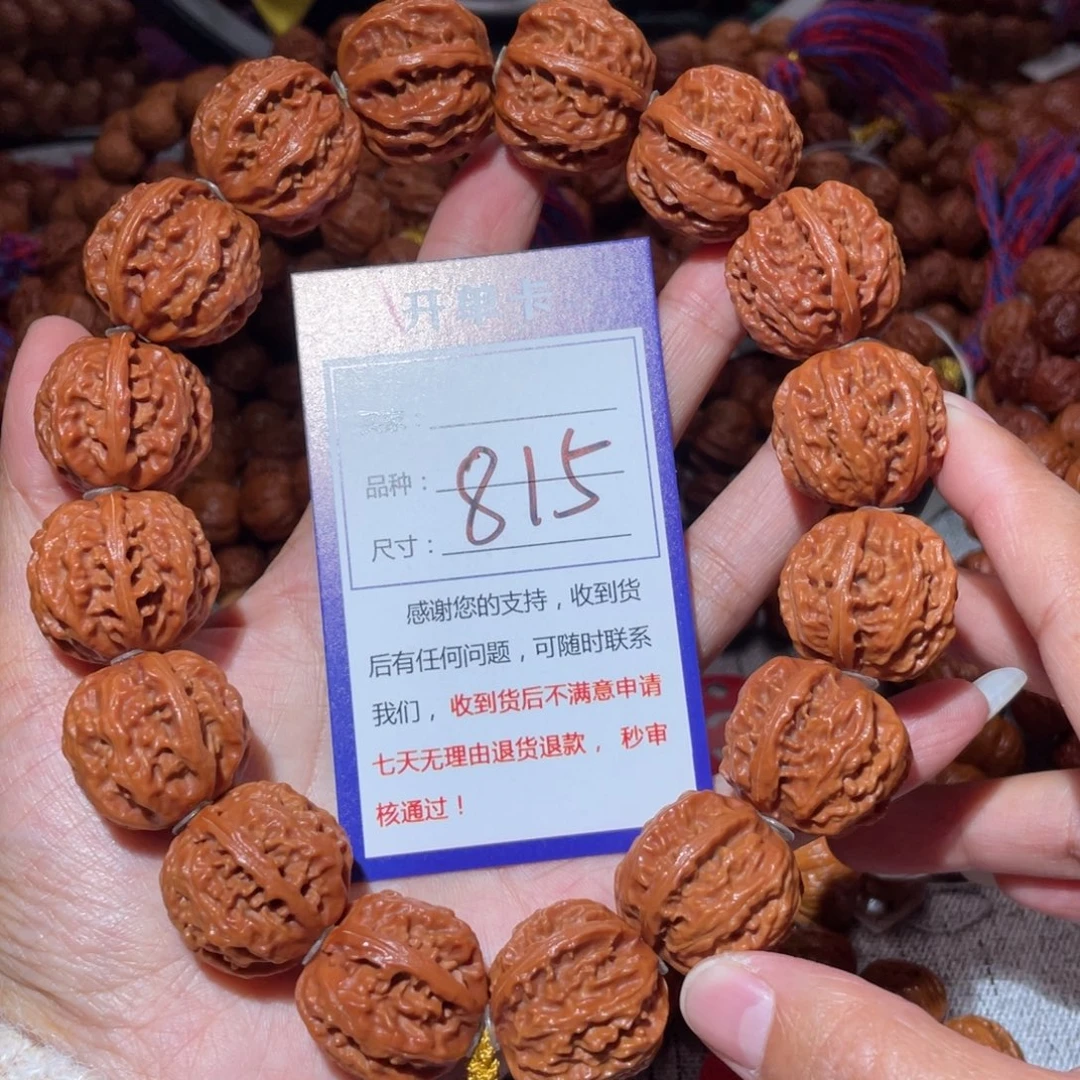 开单卡
品种：815
尺寸：
感谢您的支持，收到货
后有任何问题，可随时联系
我们，收到货后不满意申请
七天无理由退货退款，秒审
核通过！